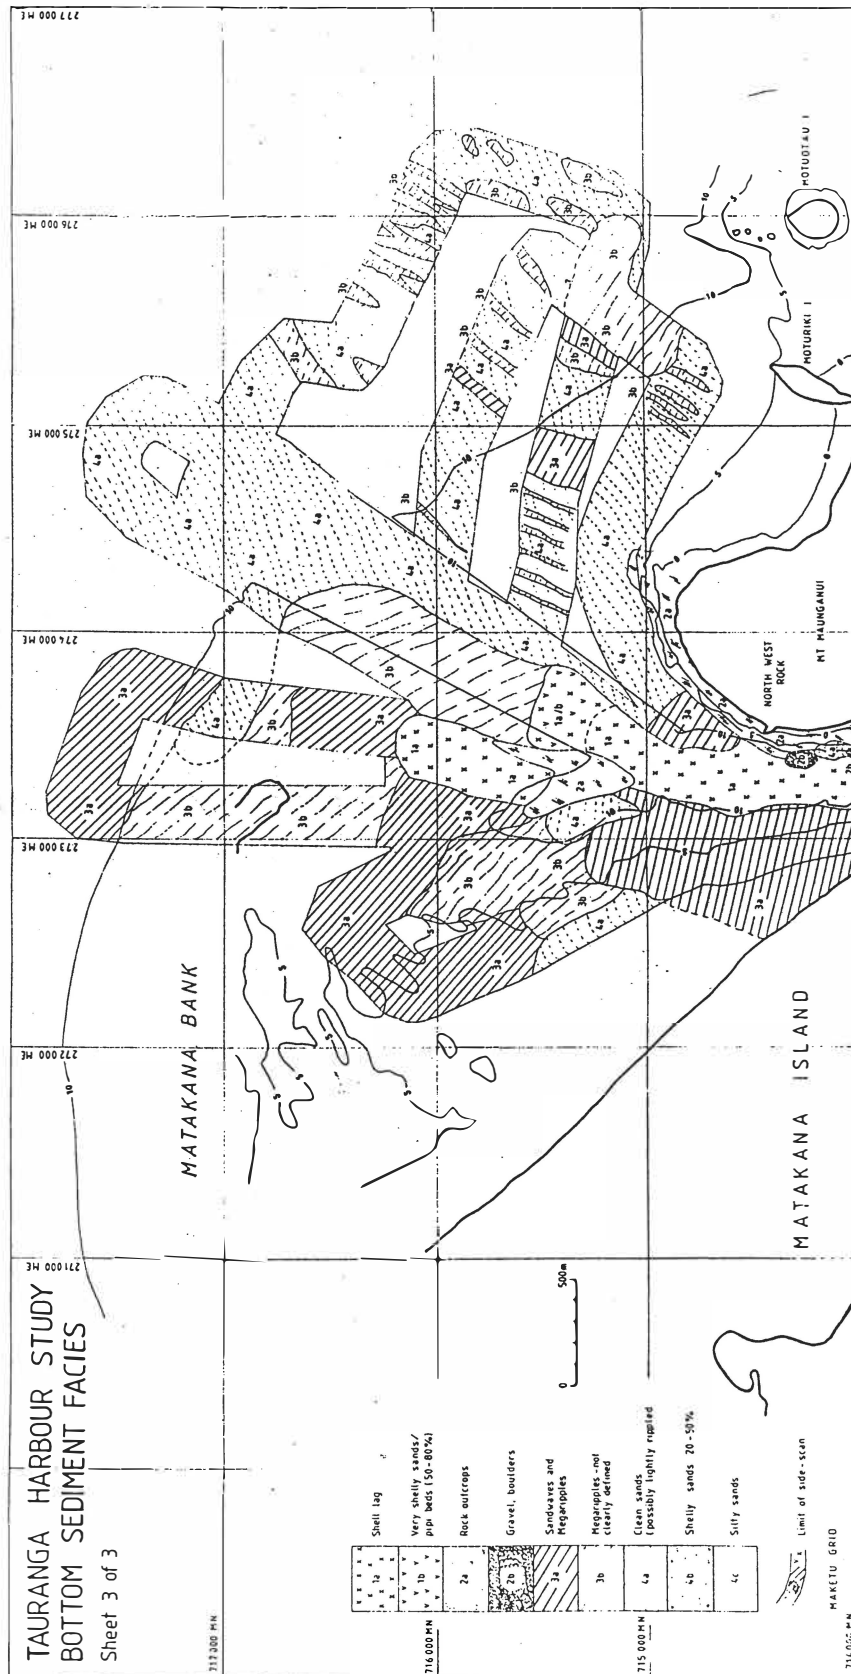 TAURANGA HARBOUR STUDY
BOTTOM SEDIMENT FACIES
Sheet 3 of 3
271 000 ME
272 000 ME
273 000 ME
274 000 ME
275 000 ME
276 000 ME
277 000 ME
717 000 MN
716 000 MN
715 000 MN
714 000 MN
MATAKANA BANK
MATAKANA ISLAND
NORTH WEST
ROCK
MT MAUNGANUI
MOTURIKI I
MOTUOTAU I
0 500m
1a Shell lag
1b Very shelly sands/
pipi beds (50-80%)
2a Rock outcrops
2b Gravel, boulders
3a Sandwaves and
Megaripples
3b Megaripples-not
clearly defined
4a Clean sands
(possibly lightly rippled
4b Shelly sands 20-50%
4c Silty sands
Limit of side-scan
MAKETU GRID